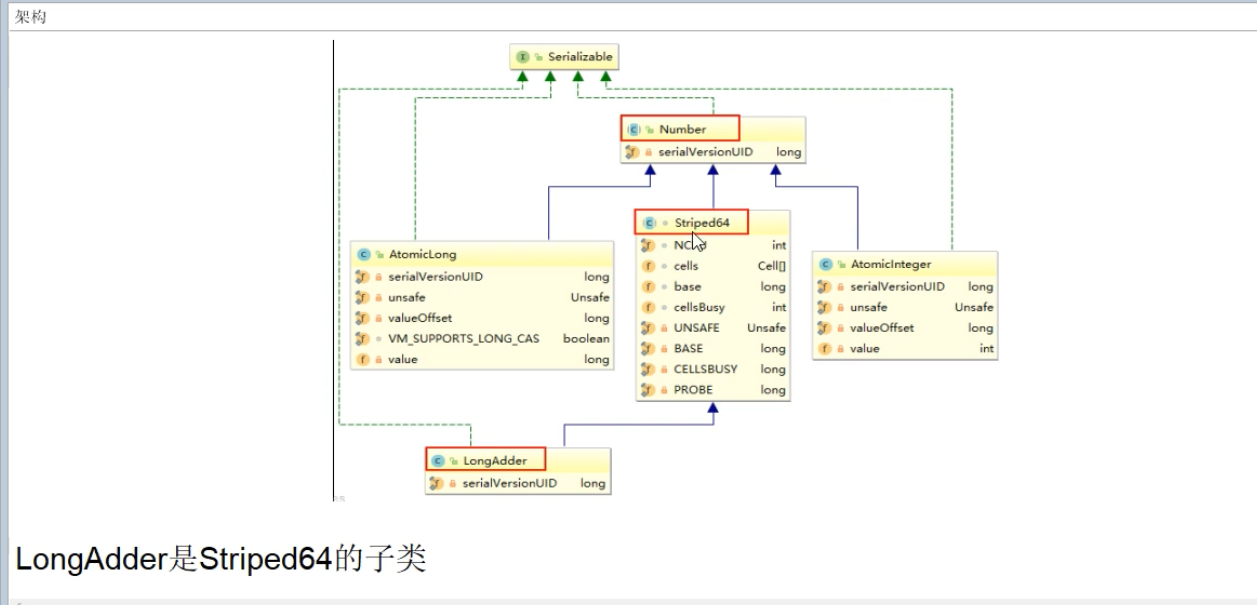 架构
Serializable
Number
serialVersionUID long
Striped64
NCPU int
cells Cell[]
base long
cellsBusy int
UNSAFE Unsafe
BASE long
CELLSBUSY long
PROBE long
AtomicLong
serialVersionUID long
unsafe Unsafe
valueOffset long
VM_SUPPORTS_LONG_CAS boolean
value long
AtomicInteger
serialVersionUID long
unsafe Unsafe
valueOffset long
value int
LongAdder
serialVersionUID long
LongAdder是Striped64的子类